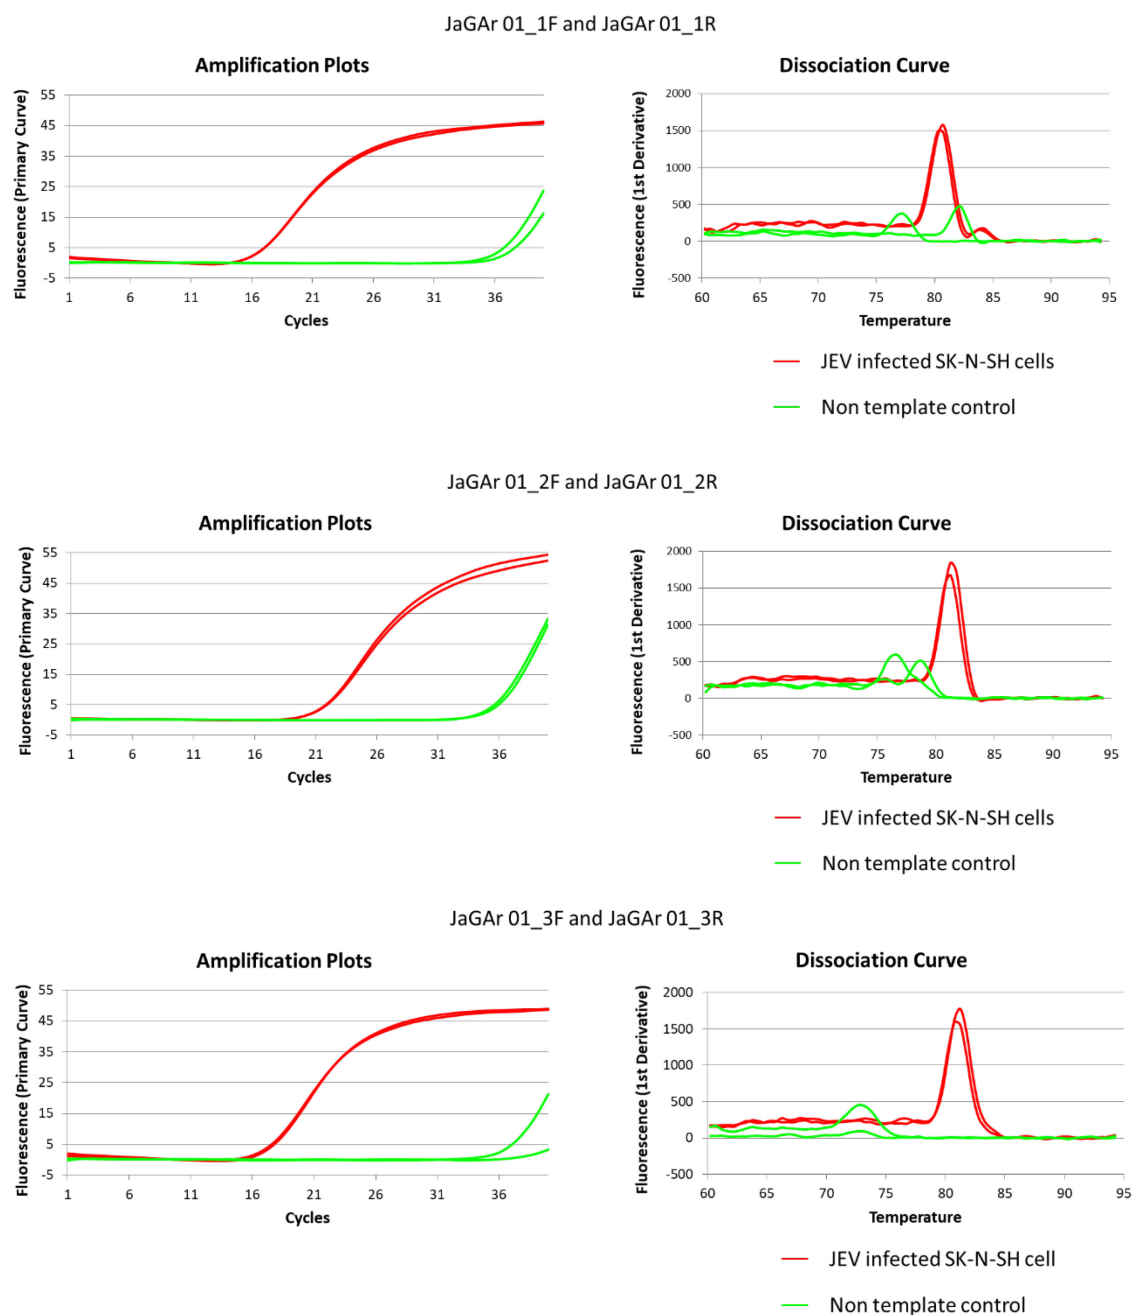 JaGAr 01_1F and JaGAr 01_1R
Amplification Plots
Fluorescence (Primary Curve)
55
45
35
25
15
5
-5
1 6 11 16 21 26 31 36
Cycles
Dissociation Curve
Fluorescence (1st Derivative)
2000
1500
1000
500
0
-500
60 65 70 75 80 85 90 95
Temperature
JEV infected SK-N-SH cells
Non template control
JaGAr 01_2F and JaGAr 01_2R
Amplification Plots
Fluorescence (Primary Curve)
55
45
35
25
15
5
-5
1 6 11 16 21 26 31 36
Cycles
Dissociation Curve
Fluorescence (1st Derivative)
2000
1500
1000
500
0
-500
60 65 70 75 80 85 90 95
Temperature
JEV infected SK-N-SH cells
Non template control
JaGAr 01_3F and JaGAr 01_3R
Amplification Plots
Fluorescence (Primary Curve)
55
45
35
25
15
5
-5
1 6 11 16 21 26 31 36
Cycles
Dissociation Curve
Fluorescence (1st Derivative)
2000
1500
1000
500
0
-500
60 65 70 75 80 85 90 95
Temperature
JEV infected SK-N-SH cell
Non template control